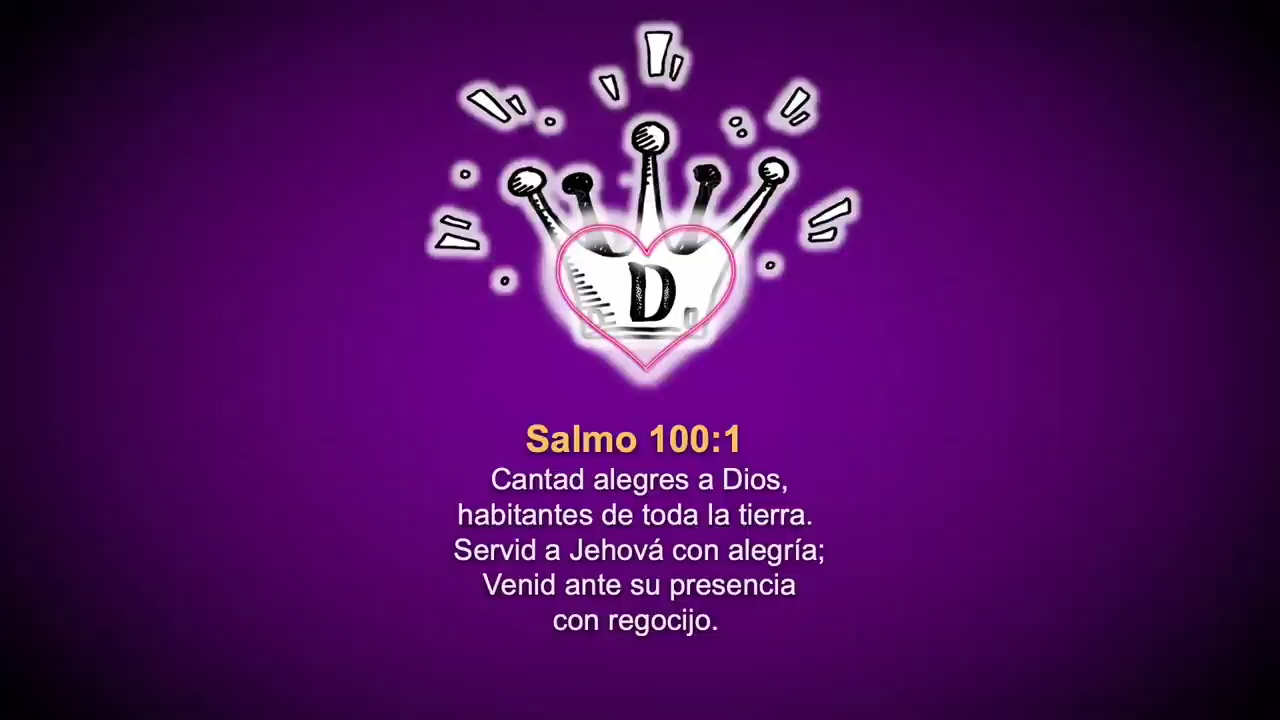 D
Salmo 100:1
Cantad alegres a Dios,
habitantes de toda la tierra.
Servid a Jehová con alegría;
Venid ante su presencia
con regocijo.